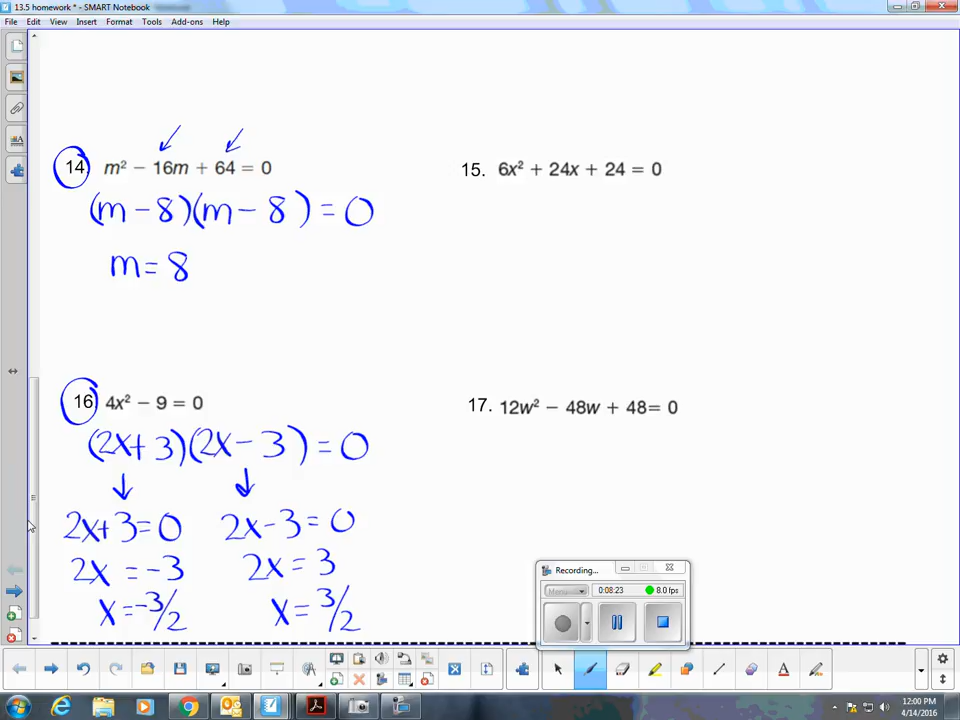 13.5 homework * - SMART Notebook
File Edit View Insert Format Tools Add-ons Help
14. m² − 16m + 64 = 0
(m − 8)(m − 8) = 0
m = 8
15. 6x² + 24x + 24 = 0
16. 4x² − 9 = 0
(2x + 3)(2x − 3) = 0
2x+3=0 2x−3=0
2x = −3 2x = 3
x = −3/2 x = 3/2
17. 12w² − 48w + 48= 0
Recording...
Menu
0:08:23 8.0 fps
12:00 PM
4/14/2016